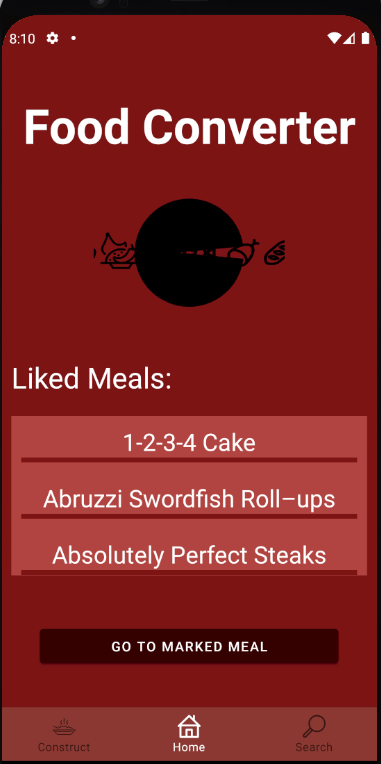 8:10
Food Converter
Liked Meals:
1-2-3-4 Cake
Abruzzi Swordfish Roll–ups
Absolutely Perfect Steaks
GO TO MARKED MEAL
Construct
Home
Search